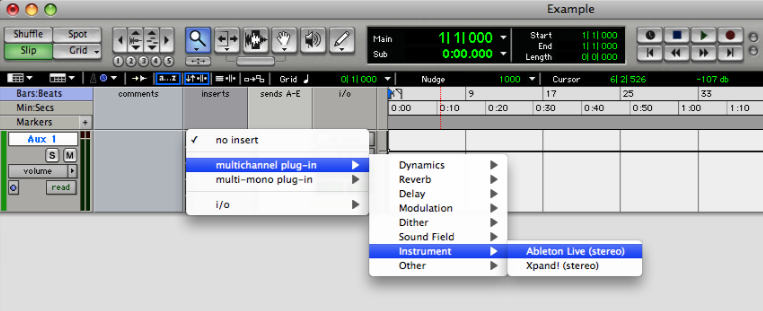 Example
Shuffle Spot
Slip Grid
1 2 3 4 5
Main 1| 1| 000
Sub 0:00.000
Start 1| 1| 000
End 1| 1| 000
Length 0| 0| 000
a...z
Grid 0| 1| 000 Nudge 1000 Cursor 6| 2| 526 -107 db
Bars:Beats comments inserts sends A-E i/o 9 17 25 33
Min:Secs 0:00 0:10 0:20 0:30 0:40 0:50 1:00 1:10
Markers +
Aux 1
S M
volume
read
✓ no insert
multichannel plug-in
multi-mono plug-in
i/o
Dynamics
Reverb
Delay
Modulation
Dither
Sound Field
Instrument
Other
Ableton Live (stereo)
Xpand! (stereo)